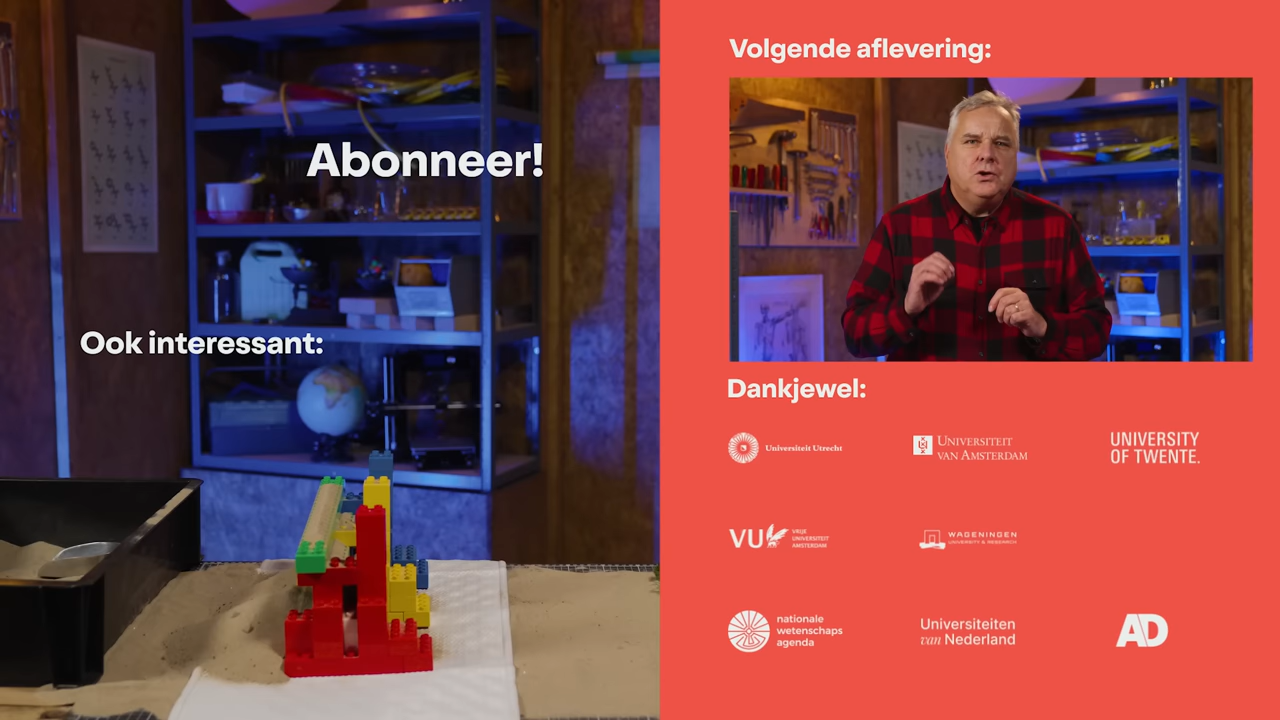 Abonneer!
Ook interessant:
Volgende aflevering:
Dankjewel:
Universiteit Utrecht
UNIVERSITEIT
VAN AMSTERDAM
UNIVERSITY
OF TWENTE.
VU
VRIJE
UNIVERSITEIT
AMSTERDAM
WAGENINGEN
UNIVERSITY & RESEARCH
nationale
wetenschaps
agenda
Universiteiten
van Nederland
AD